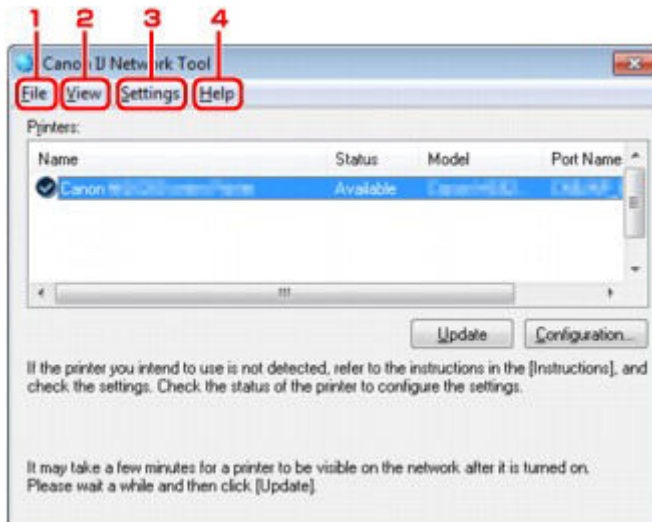 1 2 3 4
Canon IJ Network Tool
File View Settings Help
Printers:
Name Status Model Port Name
Canon Available
Update Configuration...
If the printer you intend to use is not detected, refer to the instructions in the [Instructions], and
check the settings. Check the status of the printer to configure the settings.
It may take a few minutes for a printer to be visible on the network after it is turned on.
Please wait a while and then click [Update].